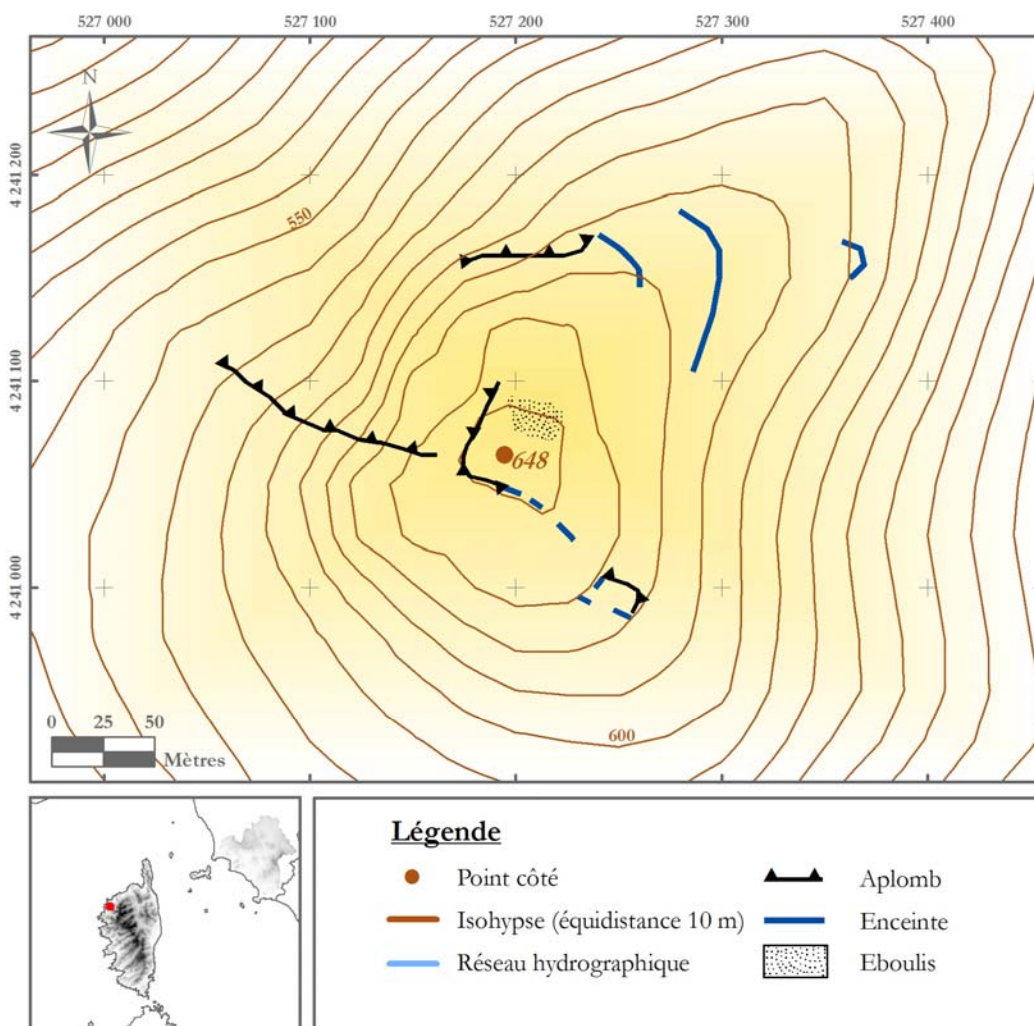 527 000 527 100 527 200 527 300 527 400
N
4 241 200
550
4 241 100
648
4 241 000
600
0 25 50
Mètres
Légende
Point côté
Isohypse (équidistance 10 m)
Réseau hydrographique
Aplomb
Enceinte
Eboulis